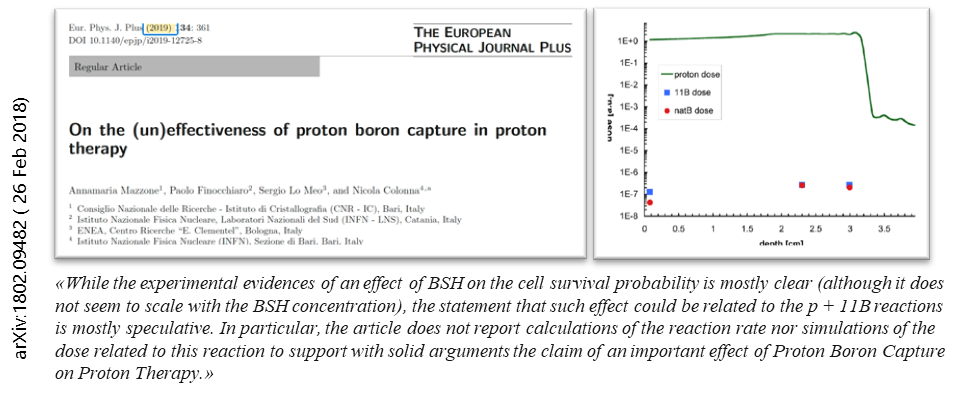 arXiv:1802.09482 ( 26 Feb 2018)
Eur. Phys. J. Plus (2019) 134: 361
DOI 10.1140/epjp/i2019-12725-8
THE EUROPEAN
PHYSICAL JOURNAL PLUS
Regular Article
On the (un)effectiveness of proton boron capture in proton
therapy
Annamaria Mazzone1, Paolo Finocchiaro2, Sergio Lo Meo3, and Nicola Colonna4,a
1 Consiglio Nazionale delle Ricerche - Istituto di Cristallografia (CNR - IC), Bari, Italy
2 Istituto Nazionale Fisica Nucleare, Laboratori Nazionali del Sud (INFN - LNS), Catania, Italy
3 ENEA, Centro Ricerche "E. Clementel", Bologna, Italy
4 Istituto Nazionale Fisica Nucleare (INFN), Sezione di Bari, Bari, Italy
1E+0
1E-1
1E-2
1E-3
1E-4
1E-5
1E-6
1E-7
1E-8
proton dose
11B dose
natB dose
0 0.5 1 1.5 2 2.5 3 3.5
depth [cm]
«While the experimental evidences of an effect of BSH on the cell survival probability is mostly clear (although it does
not seem to scale with the BSH concentration), the statement that such effect could be related to the p + 11B reactions
is mostly speculative. In particular, the article does not report calculations of the reaction rate nor simulations of the
dose related to this reaction to support with solid arguments the claim of an important effect of Proton Boron Capture
on Proton Therapy.»